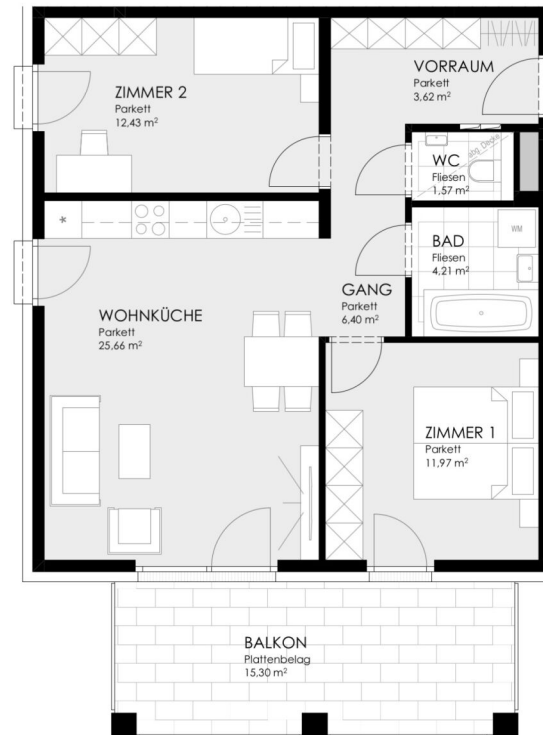 ZIMMER 2
Parkett
12,43 m²
VORRAUM
Parkett
3,62 m²
abg. Decke
WC
Fliesen
1,57 m²
BAD
Fliesen
4,21 m²
WM
*
GANG
Parkett
6,40 m²
WOHNKÜCHE
Parkett
25,66 m²
ZIMMER 1
Parkett
11,97 m²
BALKON
Plattenbelag
15,30 m²